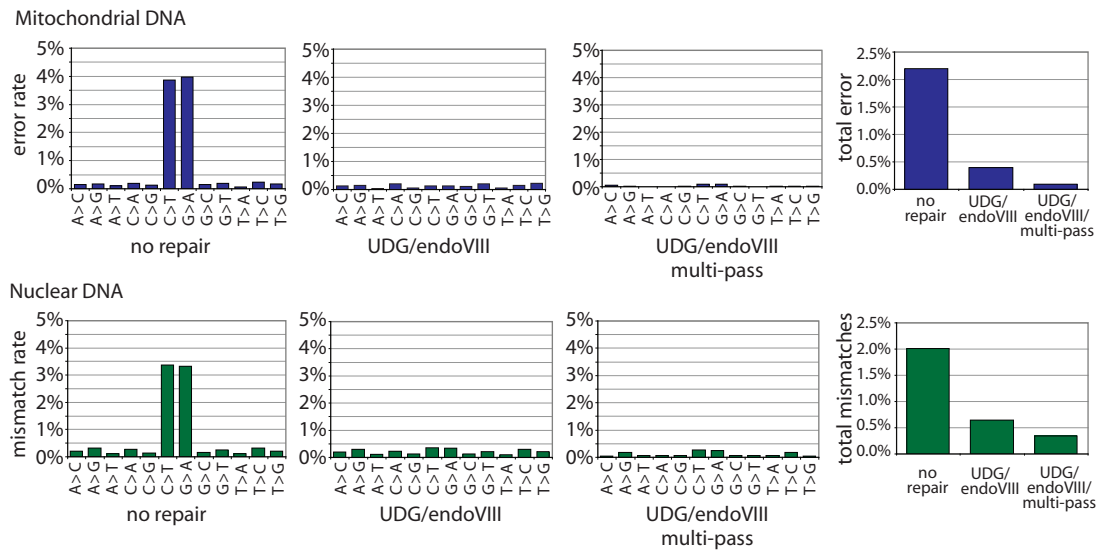 Mitochondrial DNA
error rate
5%
4%
3%
2%
1%
0%
A>C A>G A>T C>A C>G C>T G>A G>C G>T T>A T>C T>G
no repair
5%
4%
3%
2%
1%
0%
A>C A>G A>T C>A C>G C>T G>A G>C G>T T>A T>C T>G
UDG/endoVIII
5%
4%
3%
2%
1%
0%
A>C A>G A>T C>A C>G C>T G>A G>C G>T T>A T>C T>G
UDG/endoVIII
multi-pass
total error
2.5%
2.0%
1.5%
1.0%
0.5%
0.0%
no
repair
UDG/
endoVIII
UDG/
endoVIII/
multi-pass
Nuclear DNA
mismatch rate
5%
4%
3%
2%
1%
0%
A>C A>G A>T C>A C>G C>T G>A G>C G>T T>A T>C T>G
no repair
5%
4%
3%
2%
1%
0%
A>C A>G A>T C>A C>G C>T G>A G>C G>T T>A T>C T>G
UDG/endoVIII
5%
4%
3%
2%
1%
0%
A>C A>G A>T C>A C>G C>T G>A G>C G>T T>A T>C T>G
UDG/endoVIII
multi-pass
total mismatches
2.5%
2.0%
1.5%
1.0%
0.5%
0.0%
no
repair
UDG/
endoVIII
UDG/
endoVIII/
multi-pass